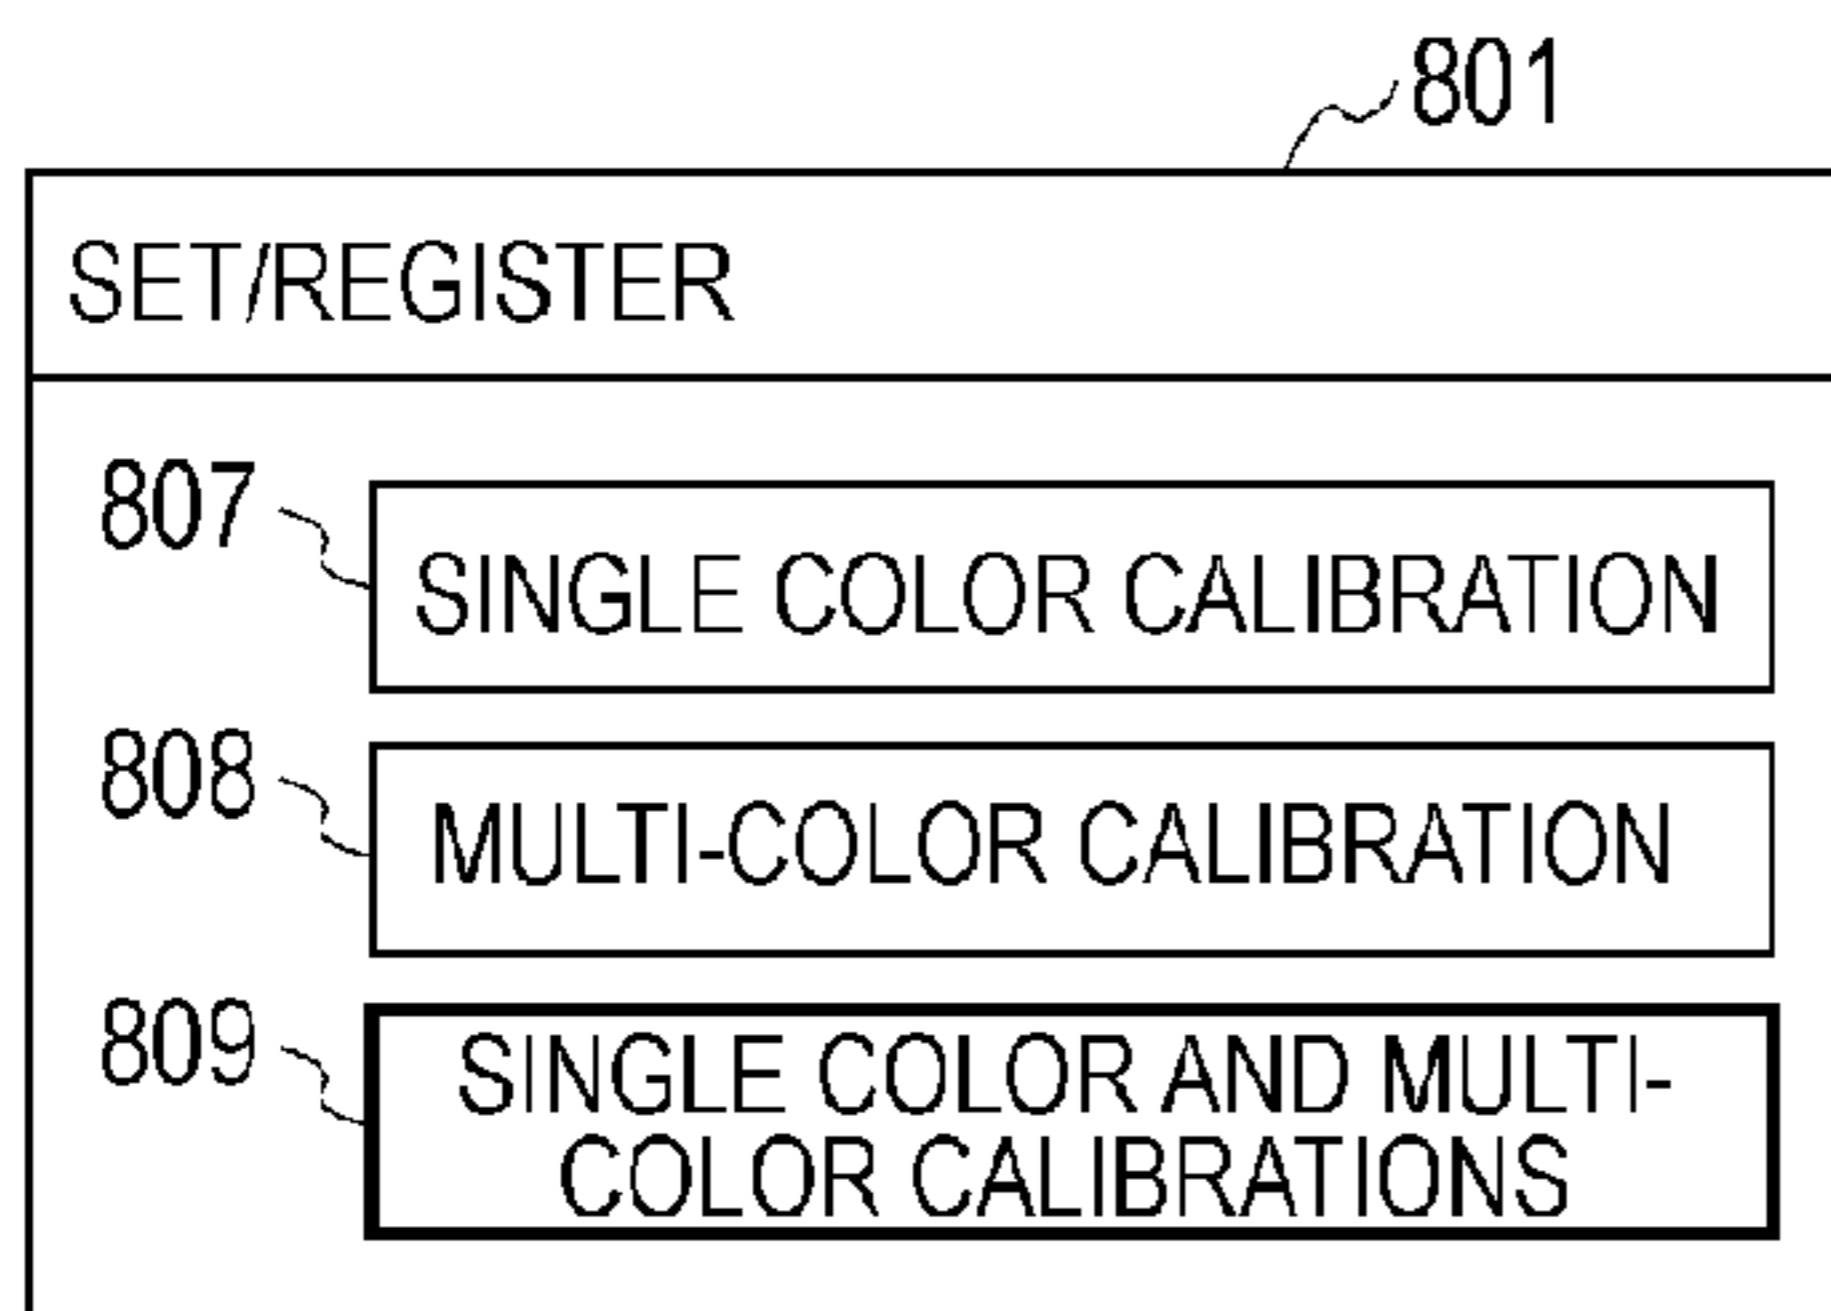 801
SET/REGISTER
807
SINGLE COLOR CALIBRATION
808
MULTI-COLOR CALIBRATION
809
SINGLE COLOR AND MULTI-
COLOR CALIBRATIONS